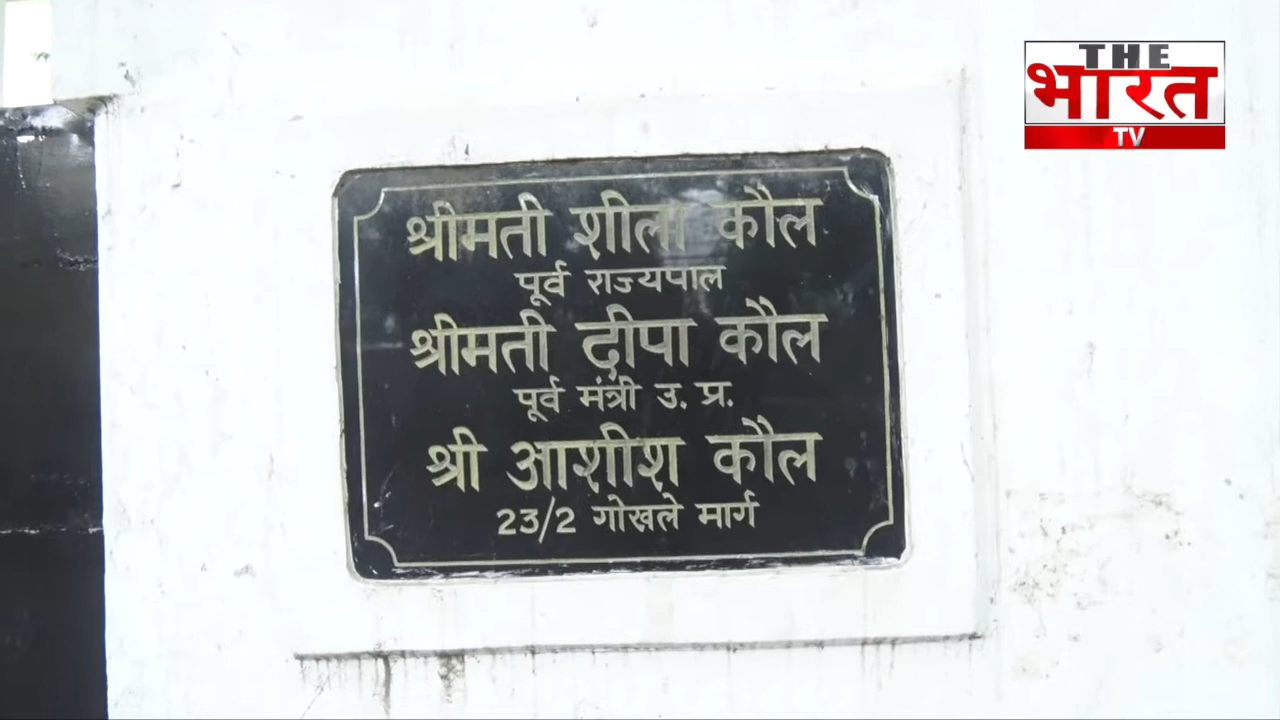 THE
भारत
TV
श्रीमती शीला कौल
पूर्व राज्यपाल
श्रीमती दीपा कौल
पूर्व मंत्री उ. प्र.
श्री आशीश कौल
23/2 गोखले मार्ग